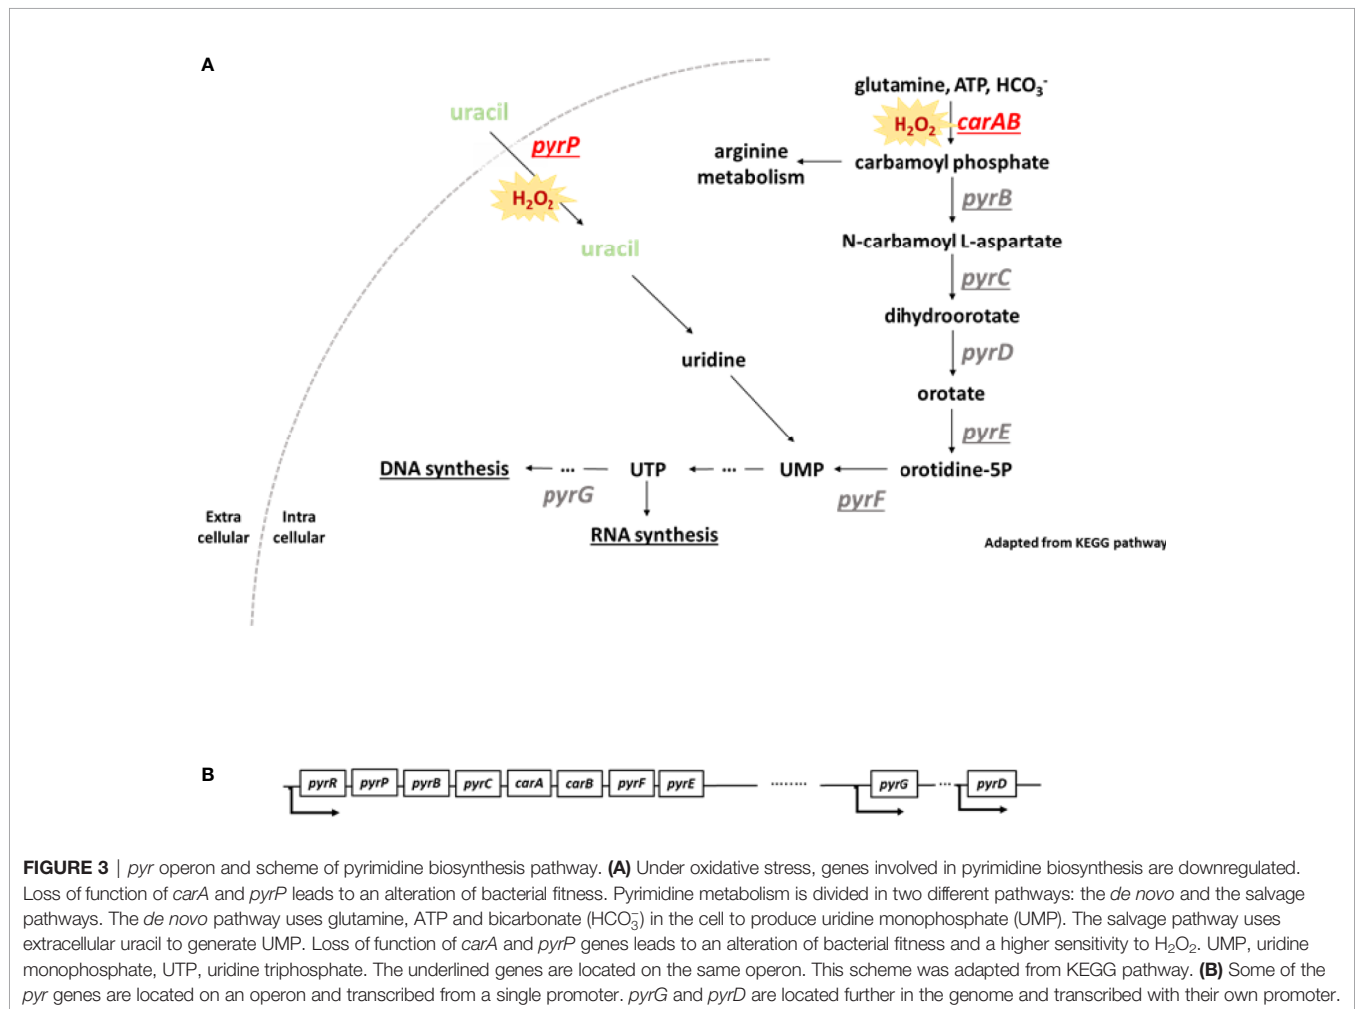 A
uracil
pyrP
H₂O₂
uracil
uridine
glutamine, ATP, HCO₃⁻
H₂O₂ carAB
arginine
metabolism
carbamoyl phosphate
pyrB
N-carbamoyl L-aspartate
pyrC
dihydroorotate
pyrD
orotate
pyrE
DNA synthesis ... UTP ... UMP orotidine-5P
pyrG pyrF
RNA synthesis
Extra
cellular
Intra
cellular
Adapted from KEGG pathway
B
pyrR pyrP pyrB pyrC carA carB pyrF pyrE ........ pyrG ... pyrD
FIGURE 3 | pyr operon and scheme of pyrimidine biosynthesis pathway. (A) Under oxidative stress, genes involved in pyrimidine biosynthesis are downregulated.
Loss of function of carA and pyrP leads to an alteration of bacterial fitness. Pyrimidine metabolism is divided in two different pathways: the de novo and the salvage
pathways. The de novo pathway uses glutamine, ATP and bicarbonate (HCO₃⁻) in the cell to produce uridine monophosphate (UMP). The salvage pathway uses
extracellular uracil to generate UMP. Loss of function of carA and pyrP genes leads to an alteration of bacterial fitness and a higher sensitivity to H₂O₂. UMP, uridine
monophosphate, UTP, uridine triphosphate. The underlined genes are located on the same operon. This scheme was adapted from KEGG pathway. (B) Some of the
pyr genes are located on an operon and transcribed from a single promoter. pyrG and pyrD are located further in the genome and transcribed with their own promoter.